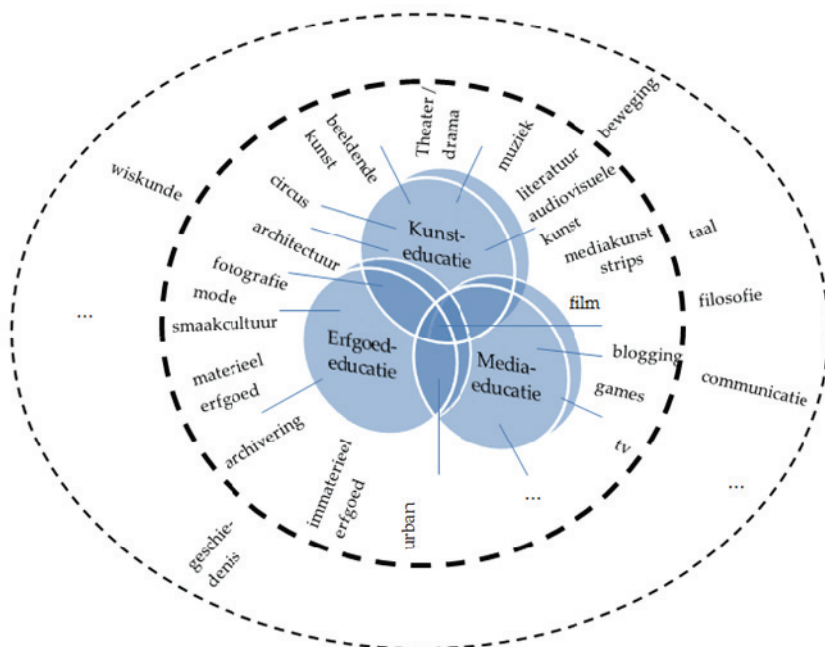 beweging
Theater /
drama
beeldende
kunst
muziek
literatuur
audiovisuele
kunst
wiskunde
circus
mediakunst
strips
taal
Kunst-
educatie
architectuur
fotografie
mode
smaakcultuur
film
filosofie
...
Erfgoed-
educatie
Media-
educatie
blogging
games
communicatie
materieel
erfgoed
archivering
tv
immaterieel
erfgoed
urban
...
...
geschie-
denis